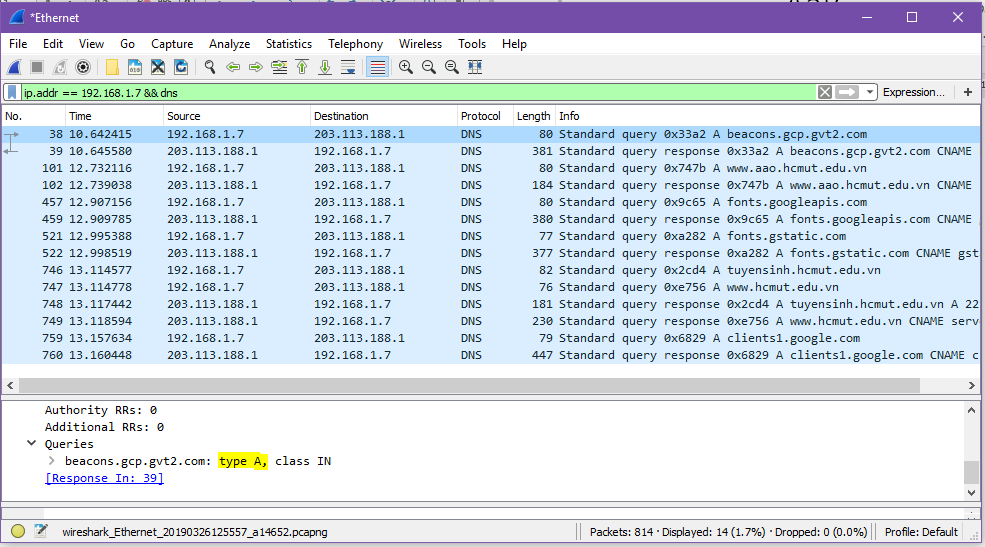 *Ethernet
File Edit View Go Capture Analyze Statistics Telephony Wireless Tools Help
ip.addr == 192.168.1.7 && dns Expression... +
No. Time Source Destination Protocol Length Info
38 10.642415 192.168.1.7 203.113.188.1 DNS 80 Standard query 0x33a2 A beacons.gcp.gvt2.com
39 10.645580 203.113.188.1 192.168.1.7 DNS 381 Standard query response 0x33a2 A beacons.gcp.gvt2.com CNAME
101 12.732116 192.168.1.7 203.113.188.1 DNS 80 Standard query 0x747b A www.aao.hcmut.edu.vn
102 12.739038 203.113.188.1 192.168.1.7 DNS 184 Standard query response 0x747b A www.aao.hcmut.edu.vn CNAME
457 12.907156 192.168.1.7 203.113.188.1 DNS 80 Standard query 0x9c65 A fonts.googleapis.com
459 12.909785 203.113.188.1 192.168.1.7 DNS 380 Standard query response 0x9c65 A fonts.googleapis.com CNAME
521 12.995388 192.168.1.7 203.113.188.1 DNS 77 Standard query 0xa282 A fonts.gstatic.com
522 12.998519 203.113.188.1 192.168.1.7 DNS 377 Standard query response 0xa282 A fonts.gstatic.com CNAME gst
746 13.114577 192.168.1.7 203.113.188.1 DNS 82 Standard query 0x2cd4 A tuyensinh.hcmut.edu.vn
747 13.114778 192.168.1.7 203.113.188.1 DNS 76 Standard query 0xe756 A www.hcmut.edu.vn
748 13.117442 203.113.188.1 192.168.1.7 DNS 181 Standard query response 0x2cd4 A tuyensinh.hcmut.edu.vn A 22
749 13.118594 203.113.188.1 192.168.1.7 DNS 230 Standard query response 0xe756 A www.hcmut.edu.vn CNAME serv
759 13.157634 192.168.1.7 203.113.188.1 DNS 79 Standard query 0x6829 A clients1.google.com
760 13.160448 203.113.188.1 192.168.1.7 DNS 447 Standard query response 0x6829 A clients1.google.com CNAME c
Authority RRs: 0
Additional RRs: 0
Queries
beacons.gcp.gvt2.com: type A, class IN
[Response In: 39]
wireshark_Ethernet_20190326125557_a14652.pcapng Packets: 814 · Displayed: 14 (1.7%) · Dropped: 0 (0.0%) Profile: Default